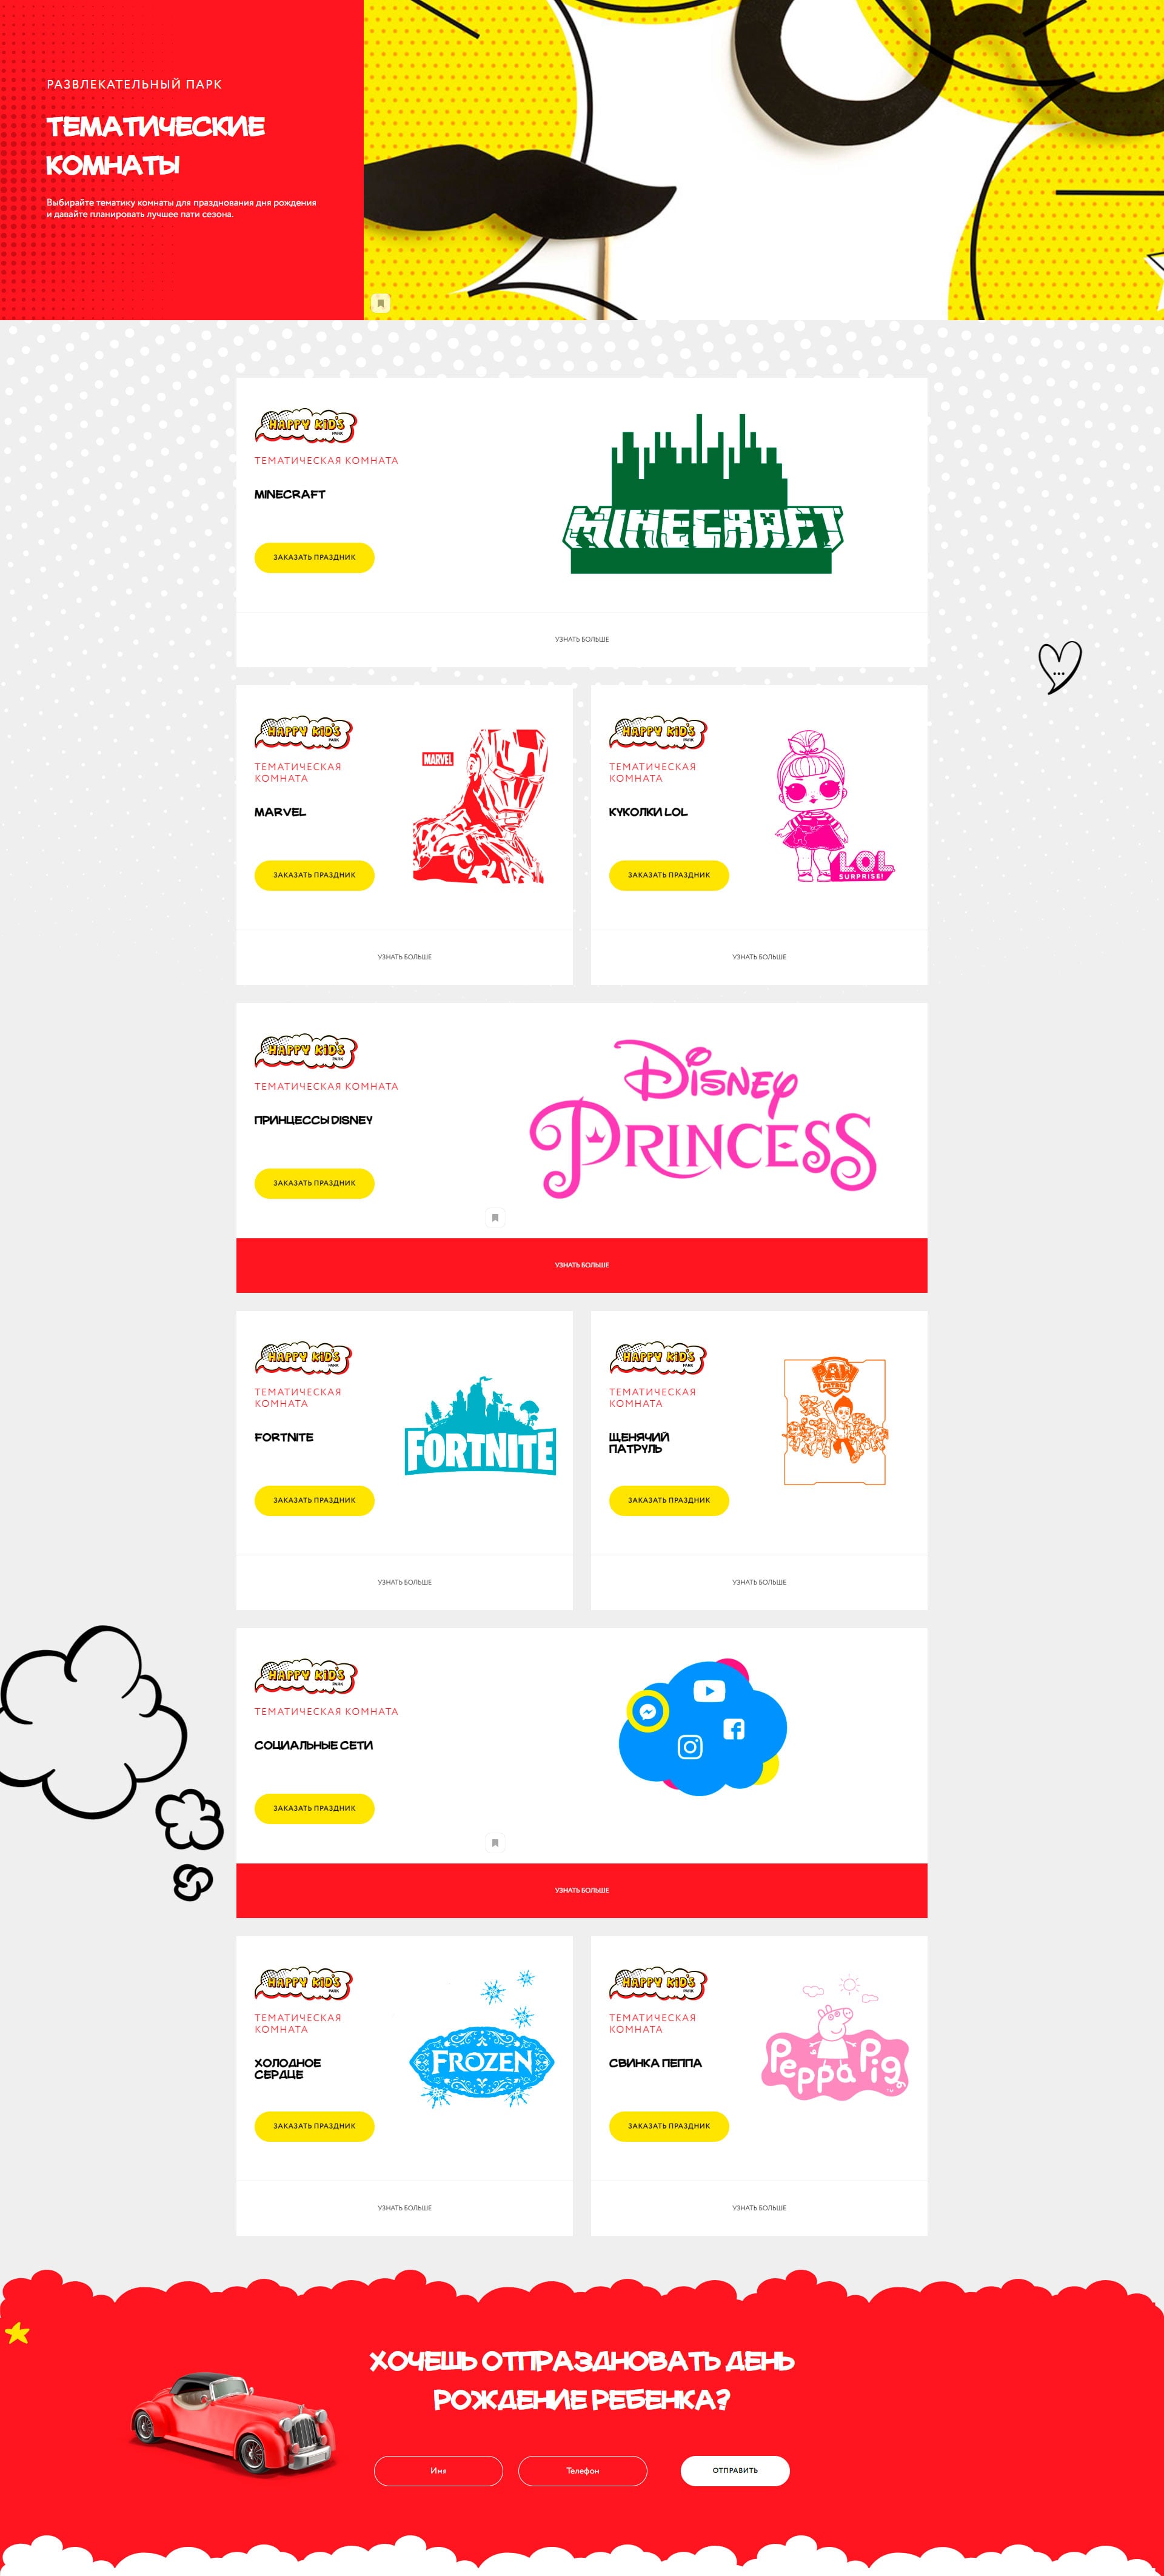 РАЗВЛЕКАТЕЛЬНЫЙ ПАРК
ТЕМАТИЧЕСКИЕ
КОМНАТЫ
Выбирайте тематику комнаты для празднования дня рождения
и давайте планировать лучшее пати сезона.
HAPPY KID'S
PARK
ТЕМАТИЧЕСКАЯ КОМНАТА
MINECRAFT
ЗАКАЗАТЬ ПРАЗДНИК
MINECRAFT
УЗНАТЬ БОЛЬШЕ
HAPPY KID'S
PARK
ТЕМАТИЧЕСКАЯ
КОМНАТА
MARVEL
ЗАКАЗАТЬ ПРАЗДНИК
MARVEL
УЗНАТЬ БОЛЬШЕ
HAPPY KID'S
PARK
ТЕМАТИЧЕСКАЯ
КОМНАТА
КУКОЛКИ LOL
ЗАКАЗАТЬ ПРАЗДНИК
LOL
SURPRISE!
УЗНАТЬ БОЛЬШЕ
HAPPY KID'S
PARK
ТЕМАТИЧЕСКАЯ КОМНАТА
ПРИНЦЕССЫ DISNEY
ЗАКАЗАТЬ ПРАЗДНИК
DISNEY
PRINCESS
УЗНАТЬ БОЛЬШЕ
HAPPY KID'S
PARK
ТЕМАТИЧЕСКАЯ
КОМНАТА
FORTNITE
ЗАКАЗАТЬ ПРАЗДНИК
FORTNITE
УЗНАТЬ БОЛЬШЕ
HAPPY KID'S
PARK
ТЕМАТИЧЕСКАЯ
КОМНАТА
ЩЕНЯЧИЙ
ПАТРУЛЬ
ЗАКАЗАТЬ ПРАЗДНИК
PAW
PATROL
УЗНАТЬ БОЛЬШЕ
HAPPY KID'S
PARK
ТЕМАТИЧЕСКАЯ КОМНАТА
СОЦИАЛЬНЫЕ СЕТИ
ЗАКАЗАТЬ ПРАЗДНИК
УЗНАТЬ БОЛЬШЕ
HAPPY KID'S
PARK
ТЕМАТИЧЕСКАЯ
КОМНАТА
ХОЛОДНОЕ
СЕРДЦЕ
ЗАКАЗАТЬ ПРАЗДНИК
FROZEN
УЗНАТЬ БОЛЬШЕ
HAPPY KID'S
PARK
ТЕМАТИЧЕСКАЯ
КОМНАТА
СВИНКА ПЕППА
ЗАКАЗАТЬ ПРАЗДНИК
Peppa Pig
УЗНАТЬ БОЛЬШЕ
ХОЧЕШЬ ОТПРАЗДНОВАТЬ ДЕНЬ
РОЖДЕНИЕ РЕБЕНКА?
Имя
Телефон
ОТПРАВИТЬ